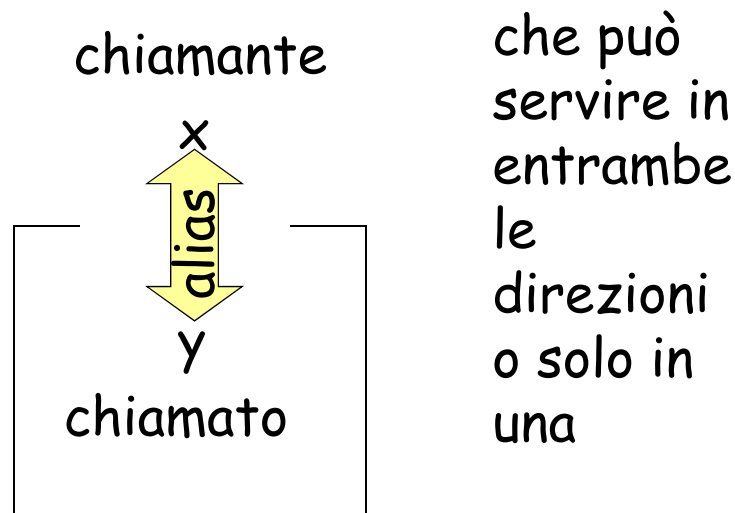 chiamante
x
alias
y
chiamato
che può
servire in
entrambe
le
direzioni
o solo in
una